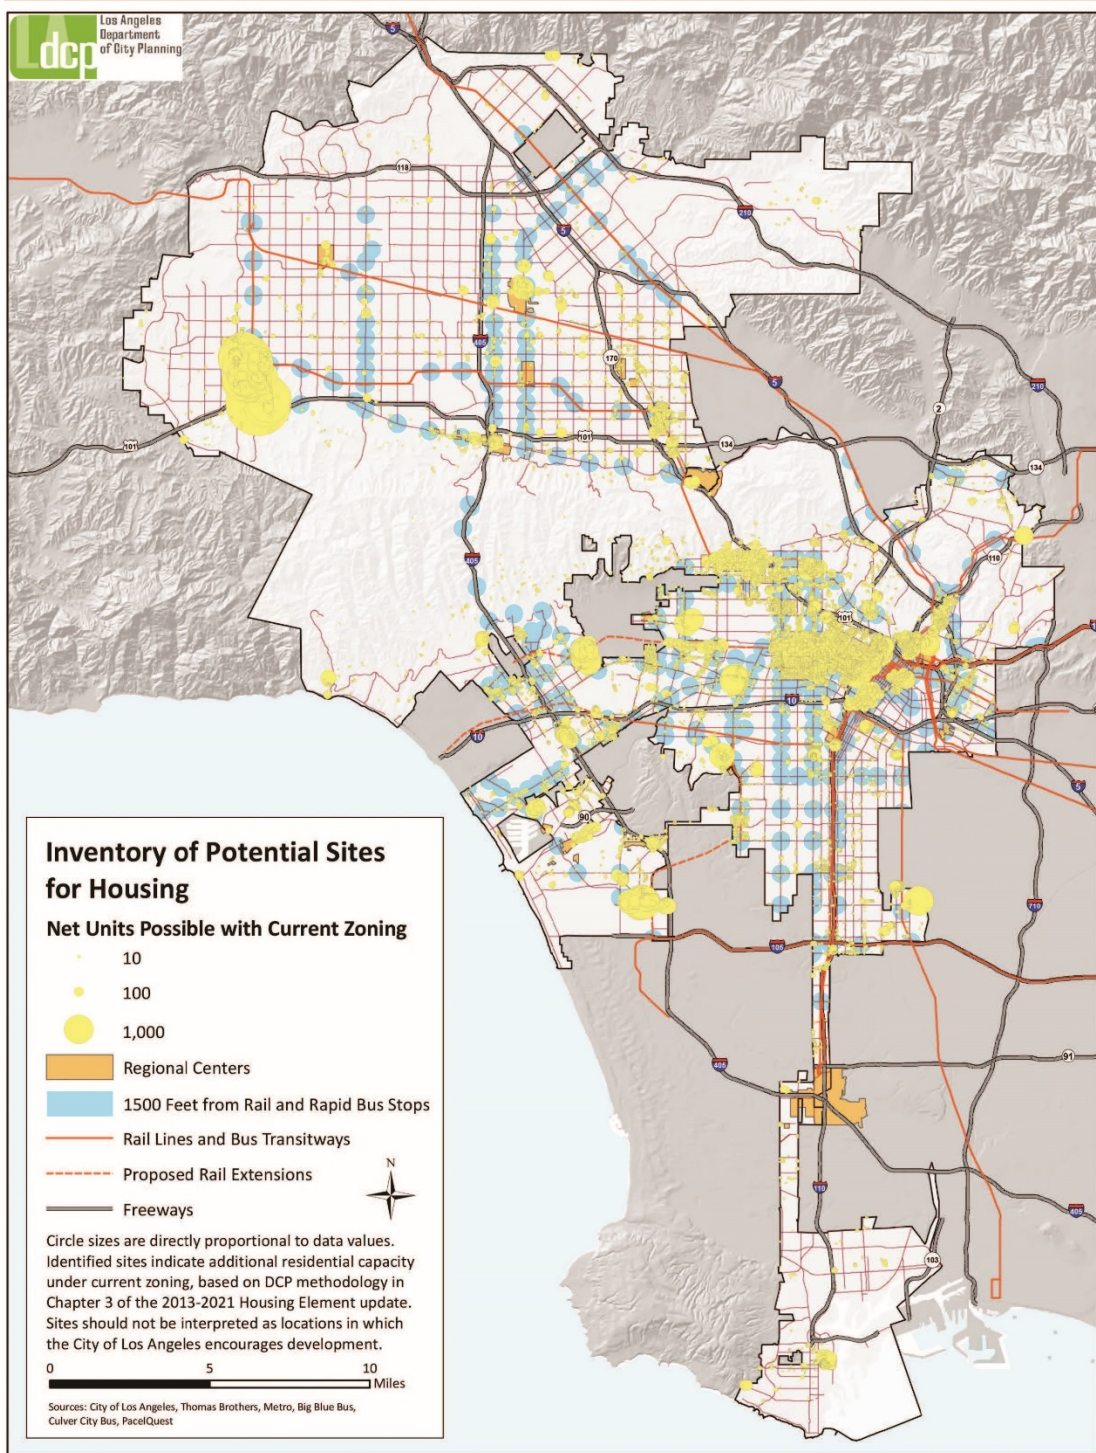 Los Angeles
Department
of City Planning
Ldcp
5
118
210
5
405
170
5
210
2
101
101
134
134
405
110
101
10
10
5
90
710
105
405
91
110
405
103
Inventory of Potential Sites
for Housing
Net Units Possible with Current Zoning
10
100
1,000
Regional Centers
1500 Feet from Rail and Rapid Bus Stops
Rail Lines and Bus Transitways
Proposed Rail Extensions
N
Freeways
Circle sizes are directly proportional to data values.
Identified sites indicate additional residential capacity
under current zoning, based on DCP methodology in
Chapter 3 of the 2013-2021 Housing Element update.
Sites should not be interpreted as locations in which
the City of Los Angeles encourages development.
0 5 10
Miles
Sources: City of Los Angeles, Thomas Brothers, Metro, Big Blue Bus,
Culver City Bus, PacelQuest